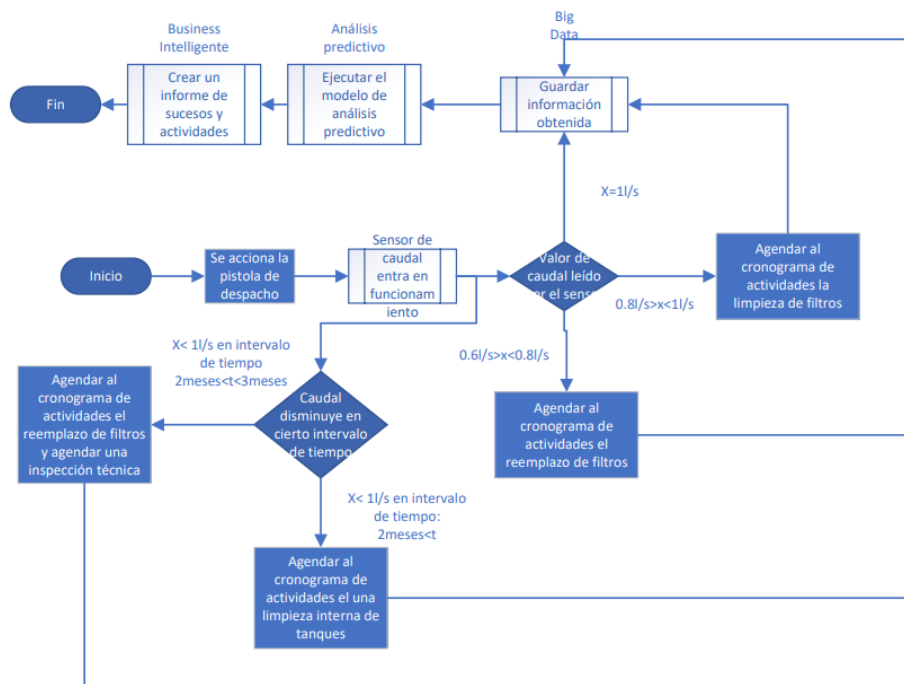 Business
Intelligente
Análisis
predictivo
Big
Data
Fin
Crear un
informe de
sucesos y
actividades
Ejecutar el
modelo de
análisis
predictivo
Guardar
información
obtenida
X=1l/s
Inicio
Se acciona la
pistola de
despacho
Sensor de
caudal
entra en
funcionam
iento
Valor de
caudal leído
or el sens
0.8l/s>x<1l/s
Agendar al
cronograma de
actividades la
limpieza de filtros
0.6l/s>x<0.8l/s
X< 1l/s en intervalo
de tiempo
2meses<t<3meses
Agendar al
cronograma de
actividades el
reemplazo de filtros
y agendar una
inspección técnica
Caudal
disminuye en
cierto intervalo
de tiempo
Agendar al
cronograma de
actividades el
reemplazo de filtros
X< 1l/s en intervalo
de tiempo:
2meses<t
Agendar al
cronograma de
actividades el una
limpieza interna de
tanques